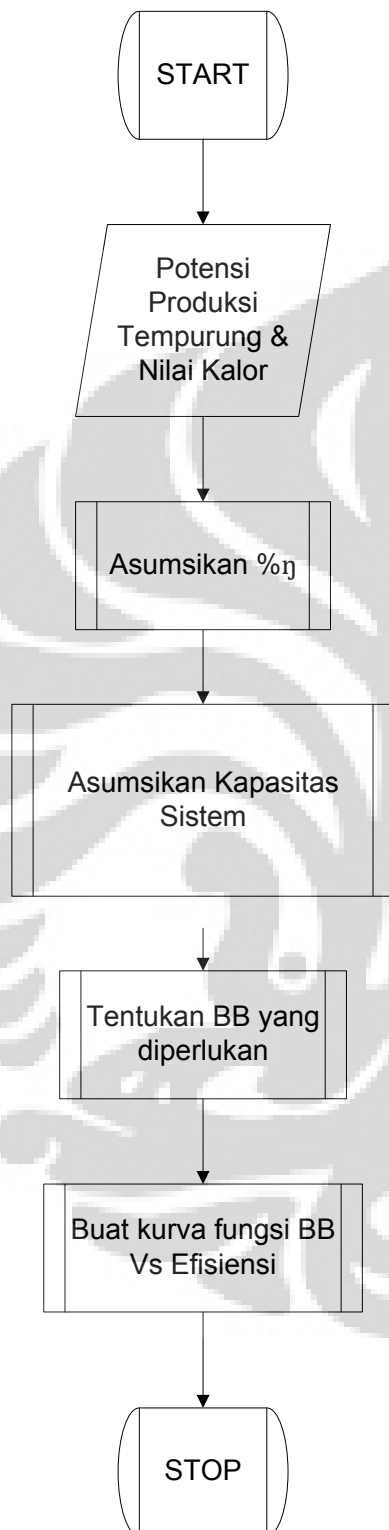 START
Potensi
Produksi
Tempurung &
Nilai Kalor
Asumsikan %ŋ
Asumsikan Kapasitas
Sistem
Tentukan BB yang
diperlukan
Buat kurva fungsi BB
Vs Efisiensi
STOP